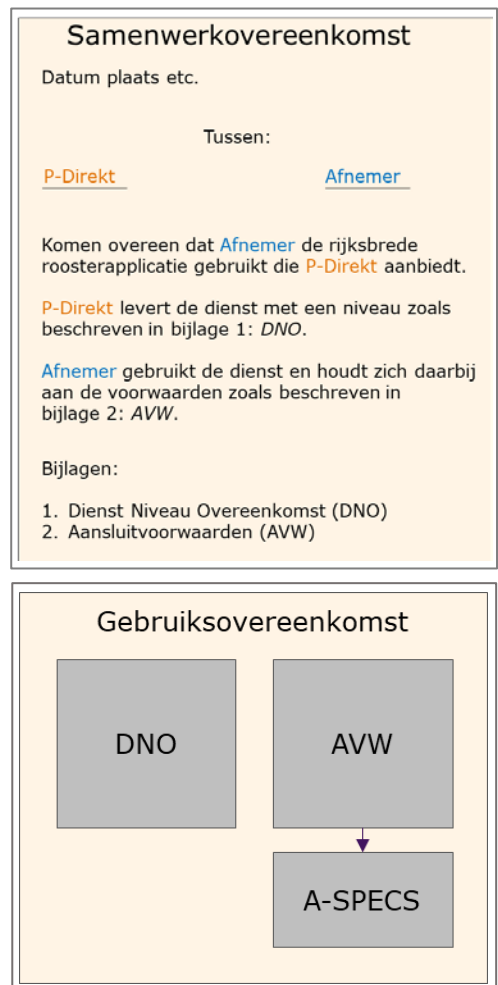 Samenwerkovereenkomst
Datum plaats etc.
Tussen:
P-Direkt Afnemer
Komen overeen dat Afnemer de rijksbrede
roosterapplicatie gebruikt die P-Direkt aanbiedt.
P-Direkt levert de dienst met een niveau zoals
beschreven in bijlage 1: DNO.
Afnemer gebruikt de dienst en houdt zich daarbij
aan de voorwaarden zoals beschreven in
bijlage 2: AVW.
Bijlagen:
1. Dienst Niveau Overeenkomst (DNO)
2. Aansluitvoorwaarden (AVW)
Gebruiksovereenkomst
DNO AVW
A-SPECS